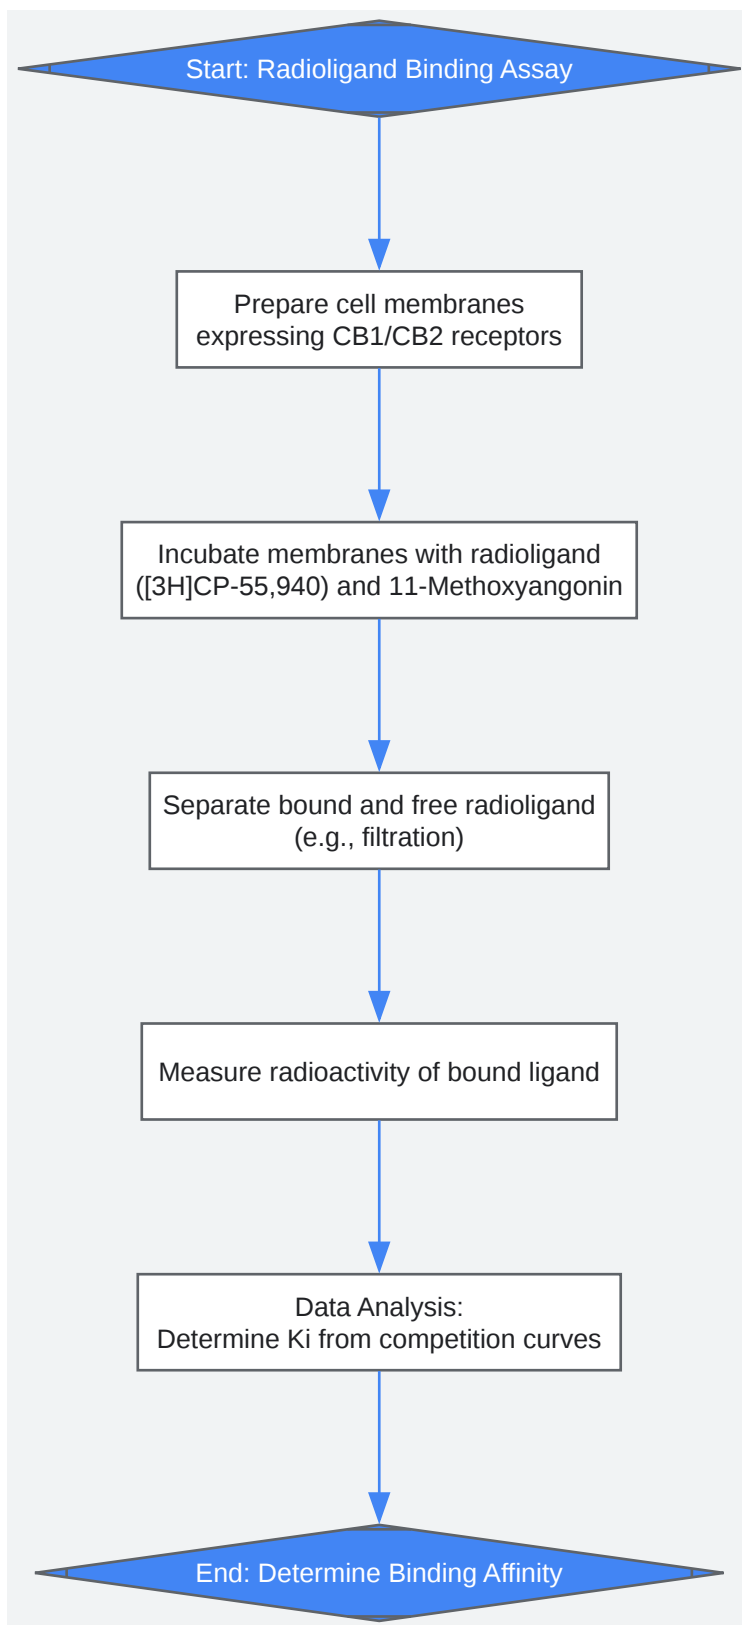 Start: Radioligand Binding Assay
Prepare cell membranes
expressing CB1/CB2 receptors
Incubate membranes with radioligand
([3H]CP-55,940) and 11-Methoxyangonin
Separate bound and free radioligand
(e.g., filtration)
Measure radioactivity of bound ligand
Data Analysis:
Determine Ki from competition curves
End: Determine Binding Affinity